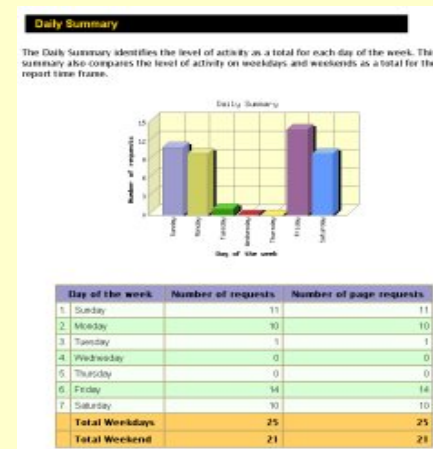 Daily Summary
The Daily Summary identifies the level of activity as a total for each day of the week. This
summary also compares the level of activity on weekdays and weekends as a total for the
report time frame.
Daily Summary
15
12
9
6
3
0
Number of requests
Sunday
Monday
Tuesday
Wednesday
Thursday
Friday
Saturday
Day of the week
Day of the week Number of requests Number of page requests
1. Sunday 11 11
2. Monday 10 10
3. Tuesday 1 1
4. Wednesday 0 0
5. Thursday 0 0
6. Friday 14 14
7. Saturday 10 10
Total Weekdays 25 25
Total Weekend 21 21